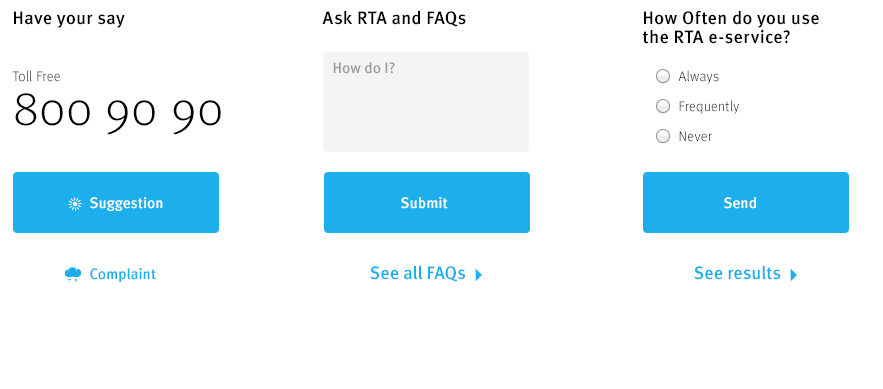 Have your say
Toll Free
800 90 90
Suggestion
Complaint
Ask RTA and FAQs
How do I?
Submit
See all FAQs
How Often do you use
the RTA e-service?
Always
Frequently
Never
Send
See results